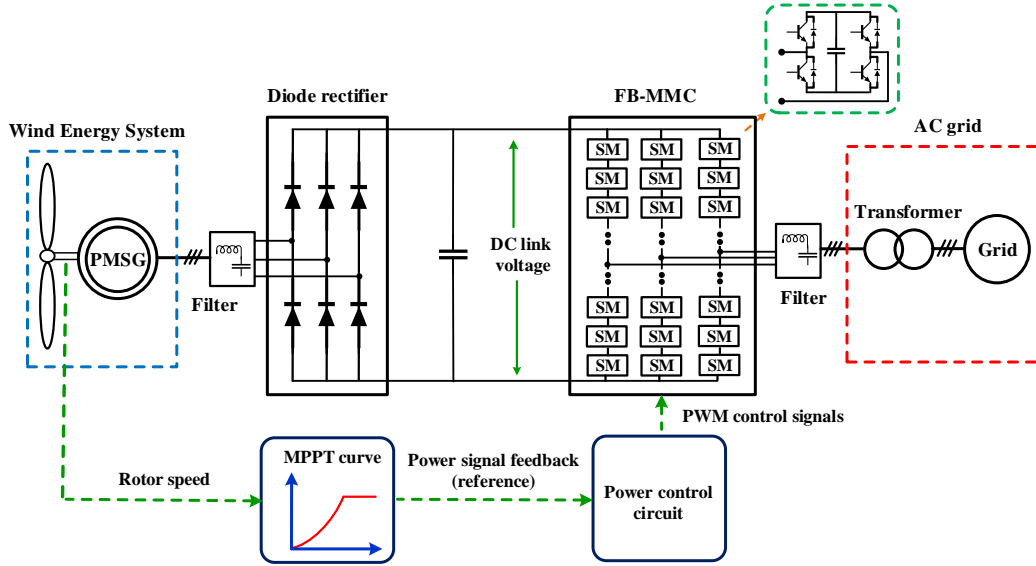 Diode rectifier
FB-MMC
Wind Energy System
AC grid
SM SM SM
SM SM SM
SM SM SM
PMSG
Filter
DC link
voltage
Transformer
Grid
Filter
SM SM SM
SM SM SM
SM SM SM
PWM control signals
MPPT curve
Rotor speed
Power signal feedback
(reference)
Power control
circuit